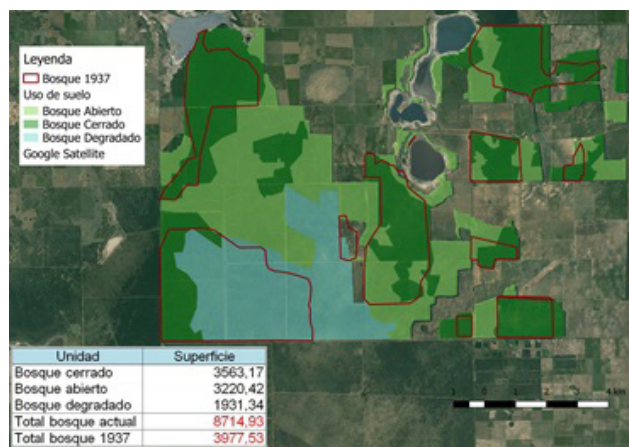 Leyenda
Bosque 1937
Uso de suelo
Bosque Abierto
Bosque Cerrado
Bosque Degradado
Google Satellite
Unidad Superficie
Bosque cerrado 3563,17
Bosque abierto 3220,42
Bosque degradado 1931,34
Total bosque actual 8714,93
Total bosque 1937 3977,53
4 km